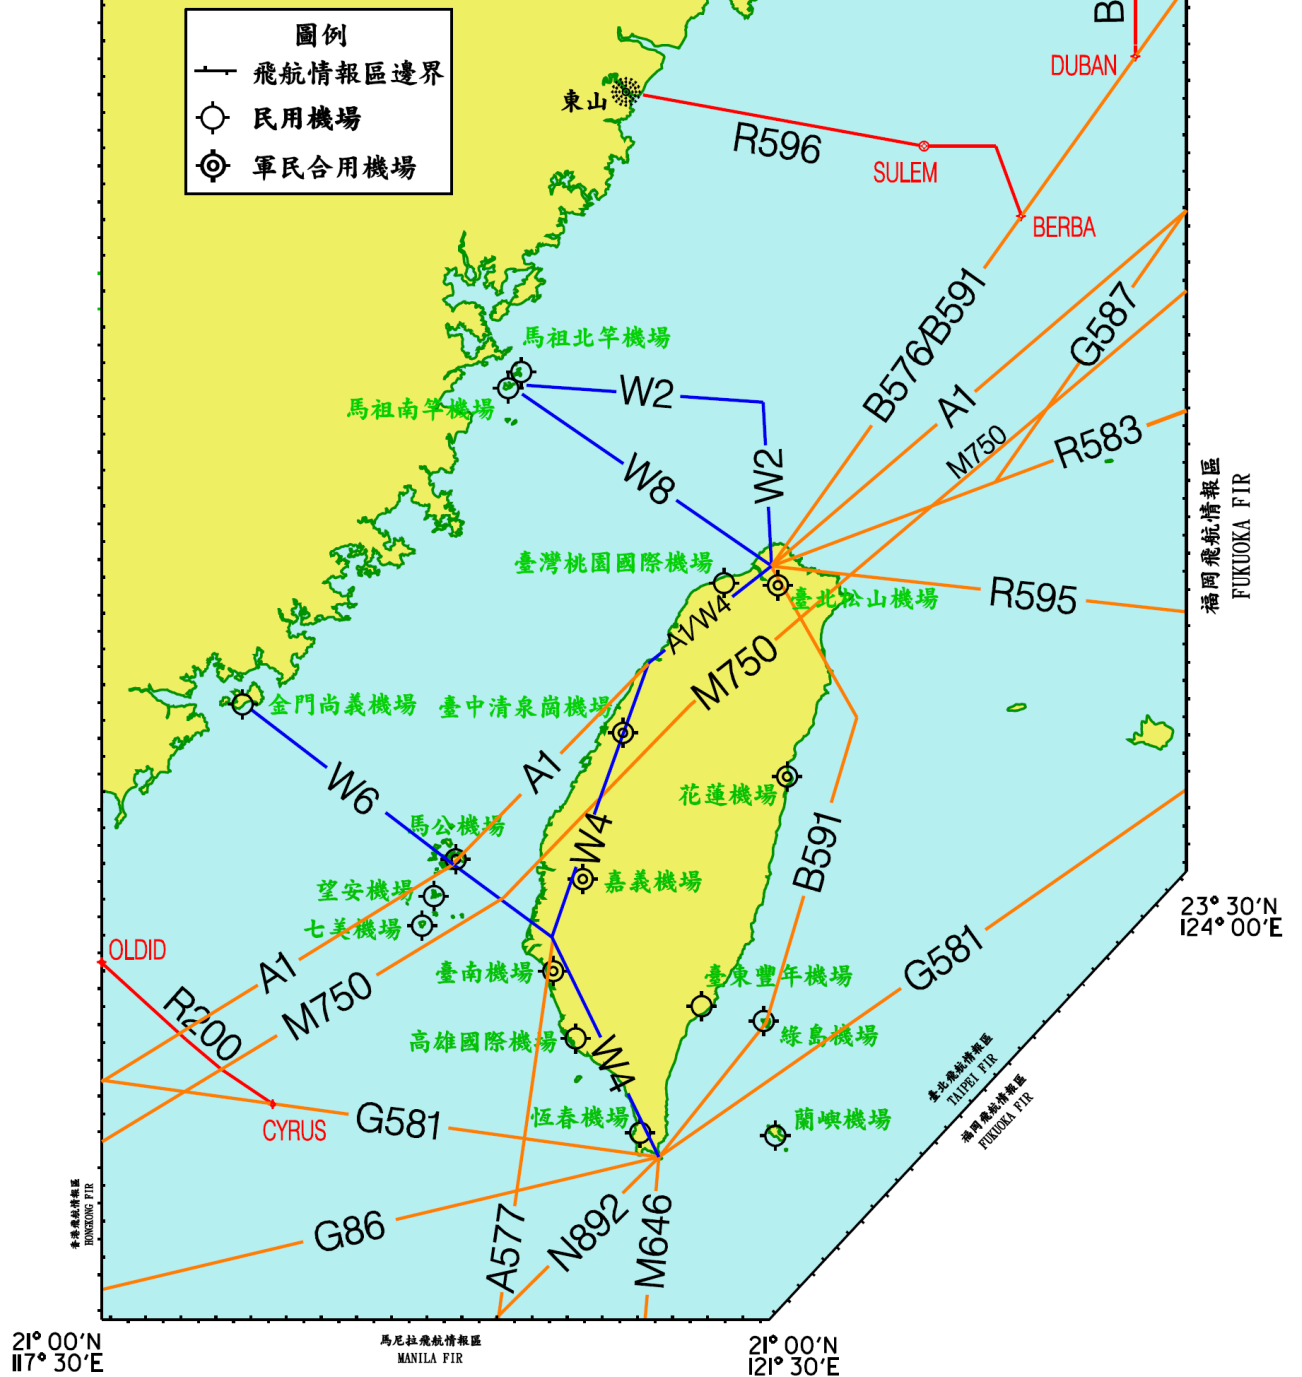 圖例
飛航情報區邊界
民用機場
軍民合用機場
B
DUBAN
東山
R596
SULEM
BERBA
B576/B591
G587
馬祖北竿機場
W2
A1
馬祖南竿機場
M750
R583
W8
W2
福岡飛航情報區
FUKUOKA FIR
臺灣桃園國際機場
臺北松山機場
R595
A1/W4
M750
金門尚義機場
臺中清泉崗機場
A1
W6
花蓮機場
馬公機場
W4
B591
嘉義機場
望安機場
七美機場
23° 30'N
124° 00'E
OLDID
A1
臺南機場
臺東豐年機場
G581
M750
R200
高雄國際機場
綠島機場
W4
臺北飛航情報區
TAIPEI FIR
福岡飛航情報區
FUKUOKA FIR
CYRUS
G581
恆春機場
蘭嶼機場
香港飛航情報區
HONGKONG FIR
G86
A577
N892
M646
21° 00'N
117° 30'E
馬尼拉飛航情報區
MANILA FIR
21° 00'N
121° 30'E